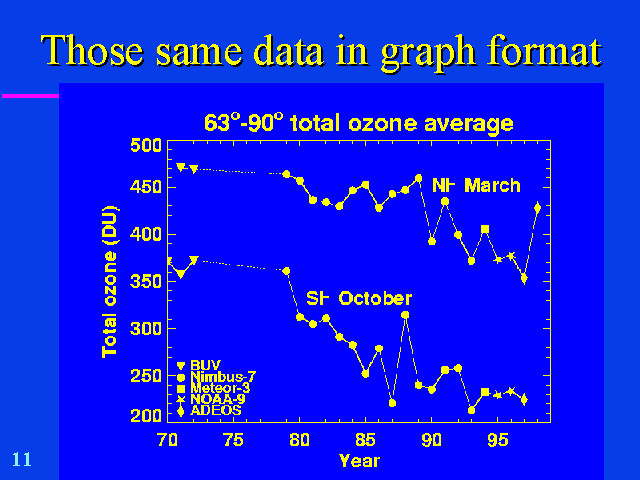 Those same data in graph format
63°-90° total ozone average
500
450
400
350
300
250
200
Total ozone (DU)
NH March
SH October
BUV
Nimbus-7
Meteor-3
NOAA-9
ADEOS
70 75 80 85 90 95
Year
11